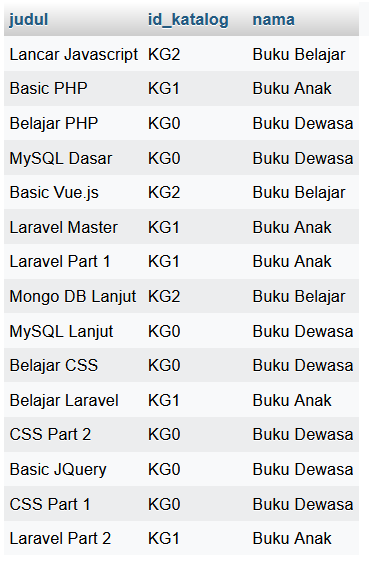 judul id_katalog nama
Lancar Javascript KG2 Buku Belajar
Basic PHP KG1 Buku Anak
Belajar PHP KG0 Buku Dewasa
MySQL Dasar KG0 Buku Dewasa
Basic Vue.js KG2 Buku Belajar
Laravel Master KG1 Buku Anak
Laravel Part 1 KG1 Buku Anak
Mongo DB Lanjut KG2 Buku Belajar
MySQL Lanjut KG0 Buku Dewasa
Belajar CSS KG0 Buku Dewasa
Belajar Laravel KG1 Buku Anak
CSS Part 2 KG0 Buku Dewasa
Basic JQuery KG0 Buku Dewasa
CSS Part 1 KG0 Buku Dewasa
Laravel Part 2 KG1 Buku Anak